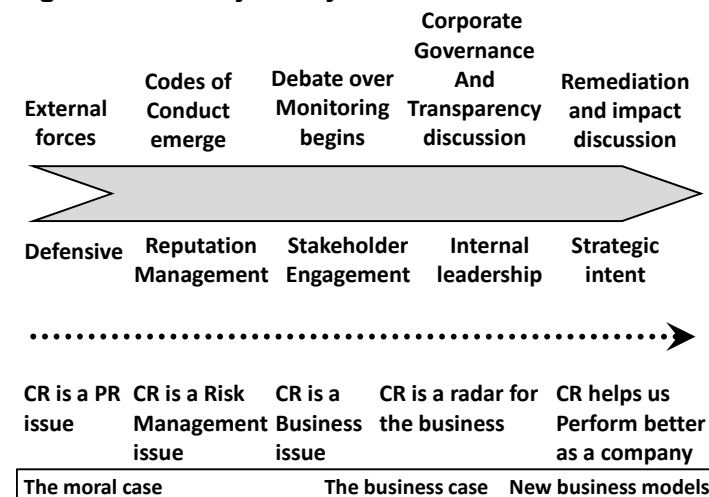 Corporate
Governance
And
Transparency
discussion
Codes of
Conduct
emerge
Debate over
Monitoring
begins
Remediation
and impact
discussion
External
forces
Defensive
Reputation
Management
Stakeholder
Engagement
Internal
leadership
Strategic
intent
CR is a PR
issue
CR is a Risk
Management
issue
CR is a
Business
issue
CR is a radar for
the business
CR helps us
Perform better
as a company
The moral case
The business case
New business models